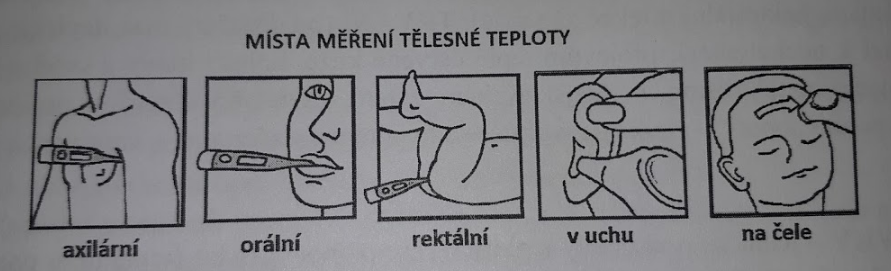 MÍSTA MĚŘENÍ TĚLESNÉ TEPLOTY
axilární
orální
rektální
v uchu
na čele